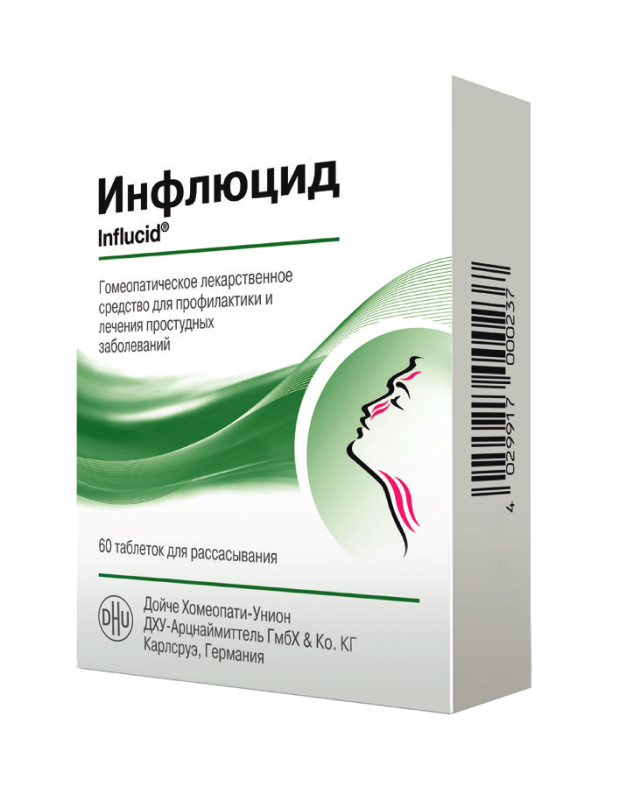 Инфлюцид
Influcid®
Гомеопатическое лекарственное
средство для профилактики и
лечения простудных
заболеваний
60 таблеток для рассасывания
DHU
Дойче Хомеопати-Унион
ДХУ-Арцнаймиттель ГмбХ & Ко. КГ
Карлсруэ, Германия
4 029917 000237